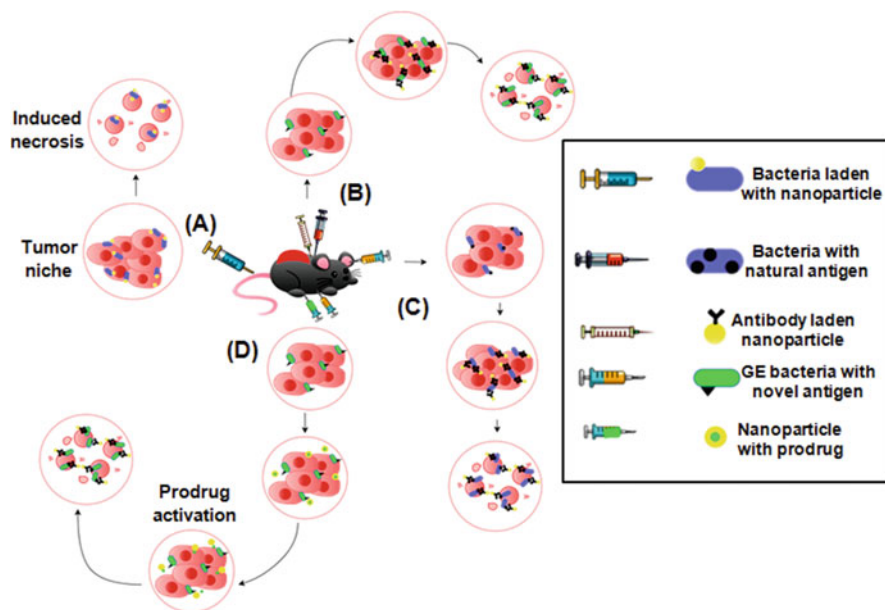 Induced
necrosis
Tumor
niche
(A)
(B)
(C)
(D)
Prodrug
activation
Bacteria laden
with nanoparticle
Bacteria with
natural antigen
Antibody laden
nanoparticle
GE bacteria with
novel antigen
Nanoparticle
with prodrug